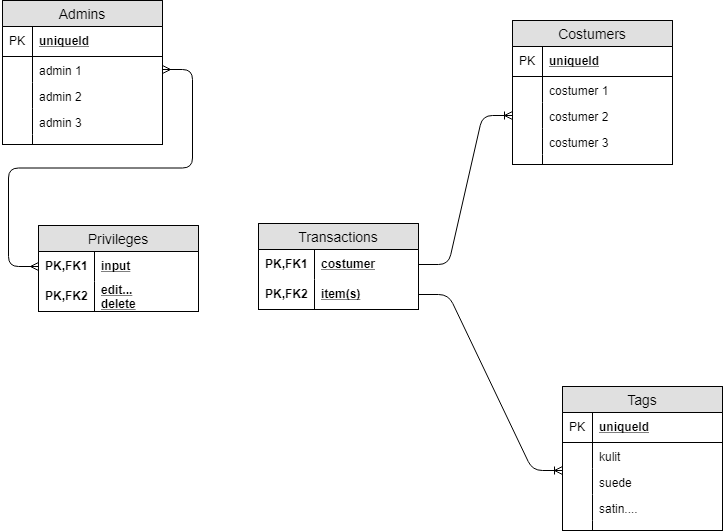 Admins
PK uniqueId
admin 1
admin 2
admin 3
Costumers
PK uniqueId
costumer 1
costumer 2
costumer 3
Privileges
PK,FK1 input
PK,FK2 edit...
delete
Transactions
PK,FK1 costumer
PK,FK2 item(s)
Tags
PK uniqueId
kulit
suede
satin....